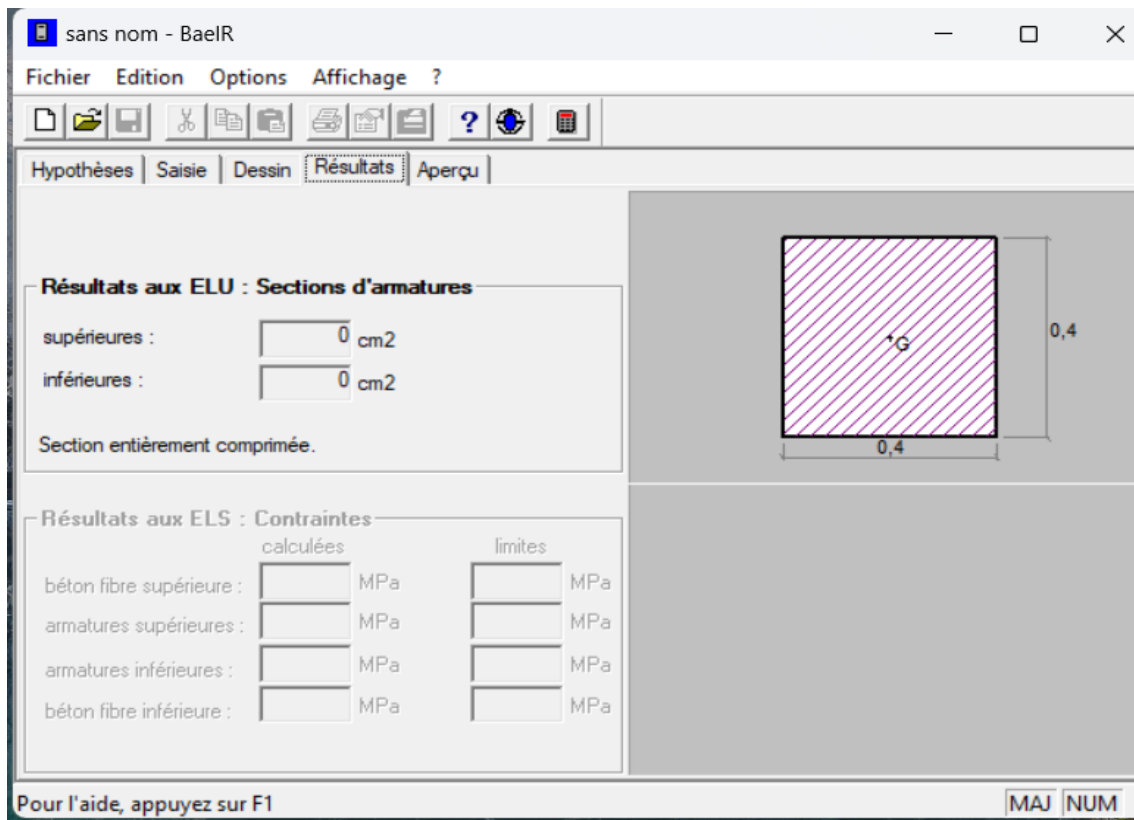 sans nom - BaelR
Fichier Edition Options Affichage ?
?
Hypothèses Saisie Dessin Résultats Aperçu
Résultats aux ELU : Sections d'armatures
supérieures : 0 cm2
inférieures : 0 cm2
Section entièrement comprimée.
G
0,4
0,4
Résultats aux ELS : Contraintes
calculées limites
béton fibre supérieure : MPa MPa
armatures supérieures : MPa MPa
armatures inférieures : MPa MPa
béton fibre inférieure : MPa MPa
Pour l'aide, appuyez sur F1 MAJ NUM